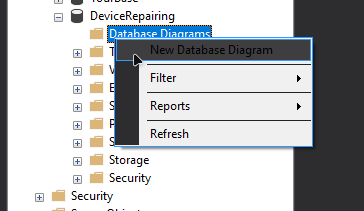 DeviceRepairing
Database Diagrams
New Database Diagram
Filter
Reports
Refresh
Storage
Security
Security